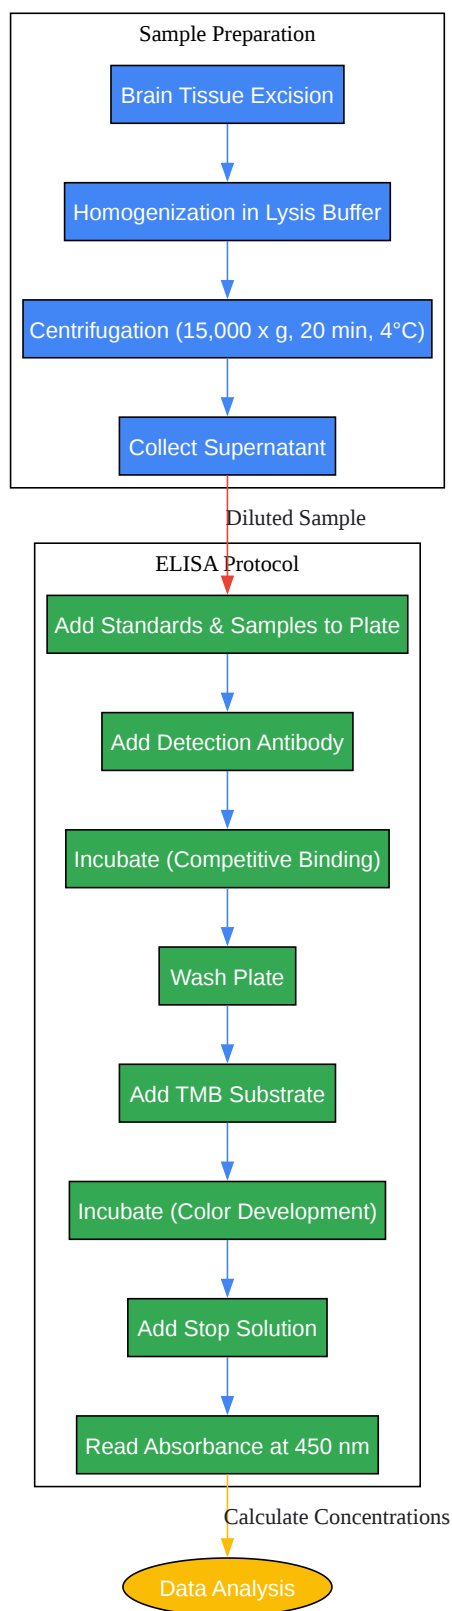 Sample Preparation
Brain Tissue Excision
Homogenization in Lysis Buffer
Centrifugation (15,000 x g, 20 min, 4°C)
Collect Supernatant
Diluted Sample
ELISA Protocol
Add Standards & Samples to Plate
Add Detection Antibody
Incubate (Competitive Binding)
Wash Plate
Add TMB Substrate
Incubate (Color Development)
Add Stop Solution
Read Absorbance at 450 nm
Calculate Concentrations
Data Analysis